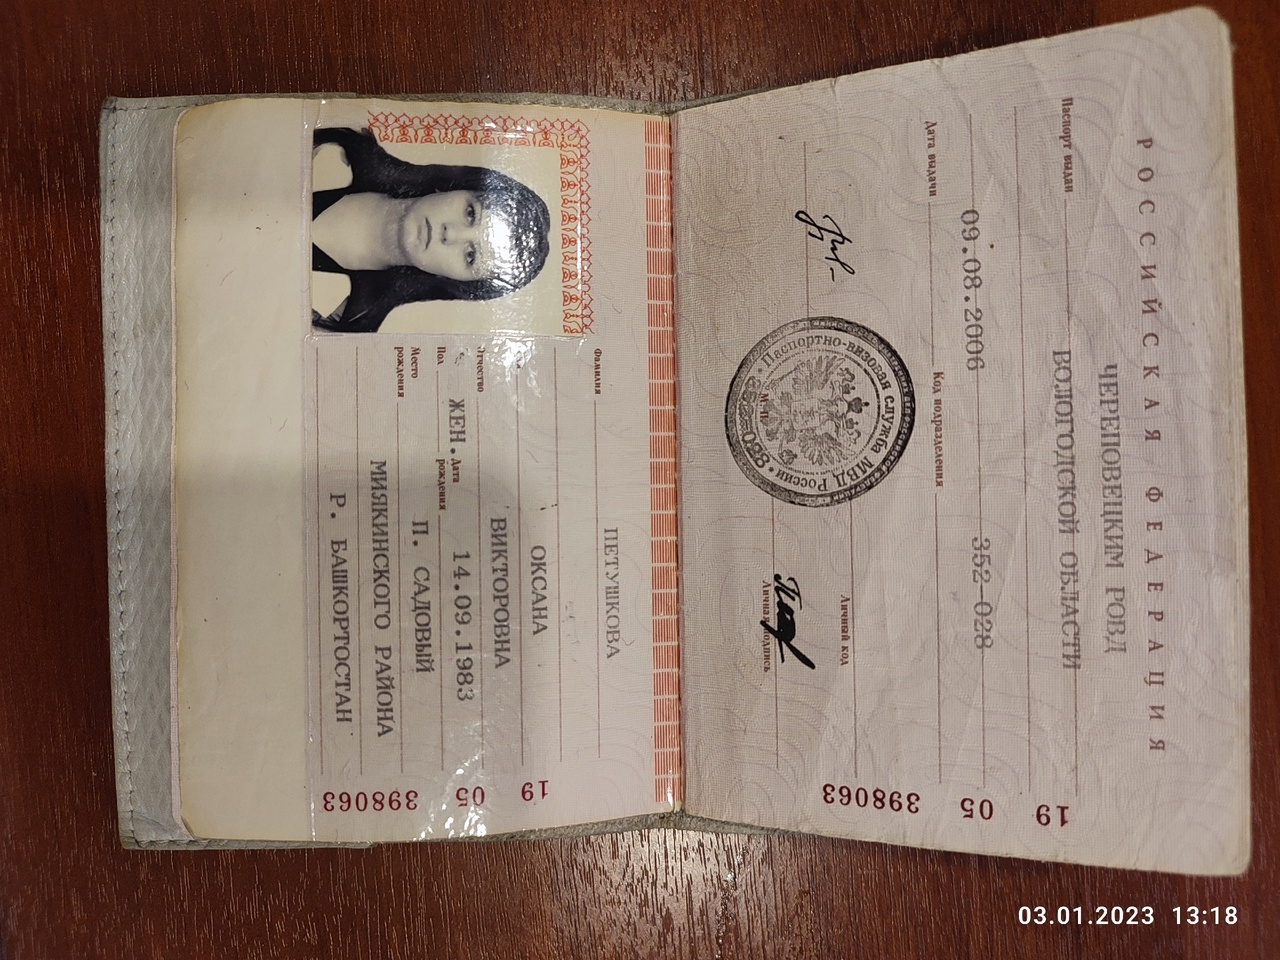 РОССИЙСКАЯ ФЕДЕРАЦИЯ
Паспорт выдан
ЧЕРЕПОВЕЦКИМ РОВД
ВОЛОГОДСКОЙ ОБЛАСТИ
Дата выдачи 09.08.2006 Код подразделения 352-028
Личный код
Личная подпись
Паспортно-визовая служба МВД России
М.П.
19 05 398063
Фамилия ПЕТУШКОВА
ОКСАНА
Отчество ВИКТОРОВНА
Пол ЖЕН. Дата рождения 14.09.1983
Место рождения П. САДОВЫЙ
МИЯКИНСКОГО РАЙОНА
Р. БАШКОРТОСТАН
19 05 398063
03.01.2023 13:18